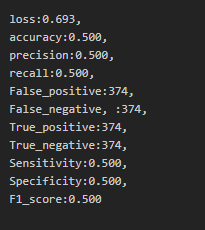 loss:0.693,
accuracy:0.500,
precision:0.500,
recall:0.500,
False_positive:374,
False_negative, :374,
True_positive:374,
True_negative:374,
Sensitivity:0.500,
Specificity:0.500,
F1_score:0.500